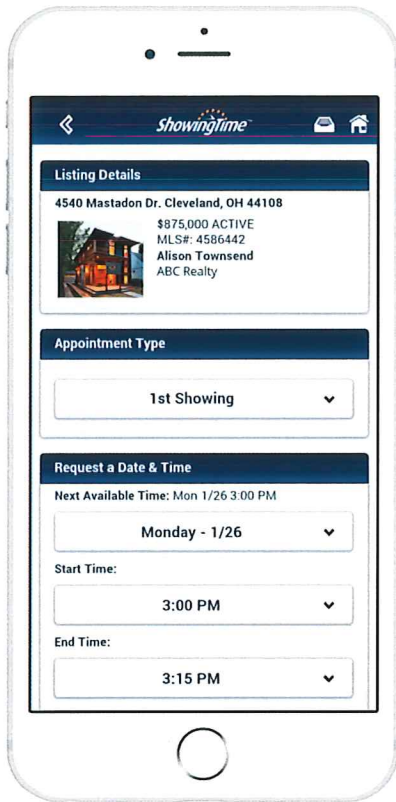 ShowingTime
Listing Details
4540 Mastadon Dr. Cleveland, OH 44108
$875,000 ACTIVE
MLS#: 4586442
Alison Townsend
ABC Realty
Appointment Type
1st Showing
Request a Date & Time
Next Available Time: Mon 1/26 3:00 PM
Monday - 1/26
Start Time:
3:00 PM
End Time:
3:15 PM